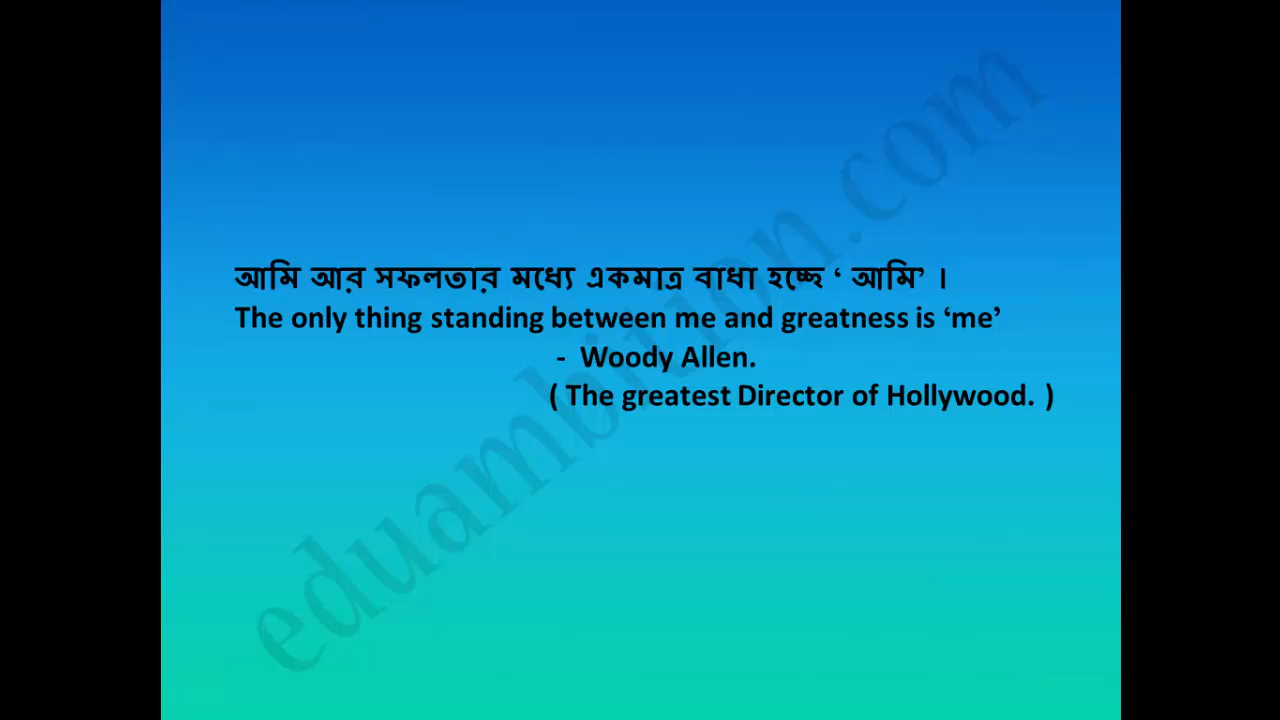 আমি আর সফলতার মধ্যে একমাত্র বাধা হচ্ছে ‘ আমি’ ।
The only thing standing between me and greatness is ‘me’
- Woody Allen.
( The greatest Director of Hollywood. )
eduambition.com